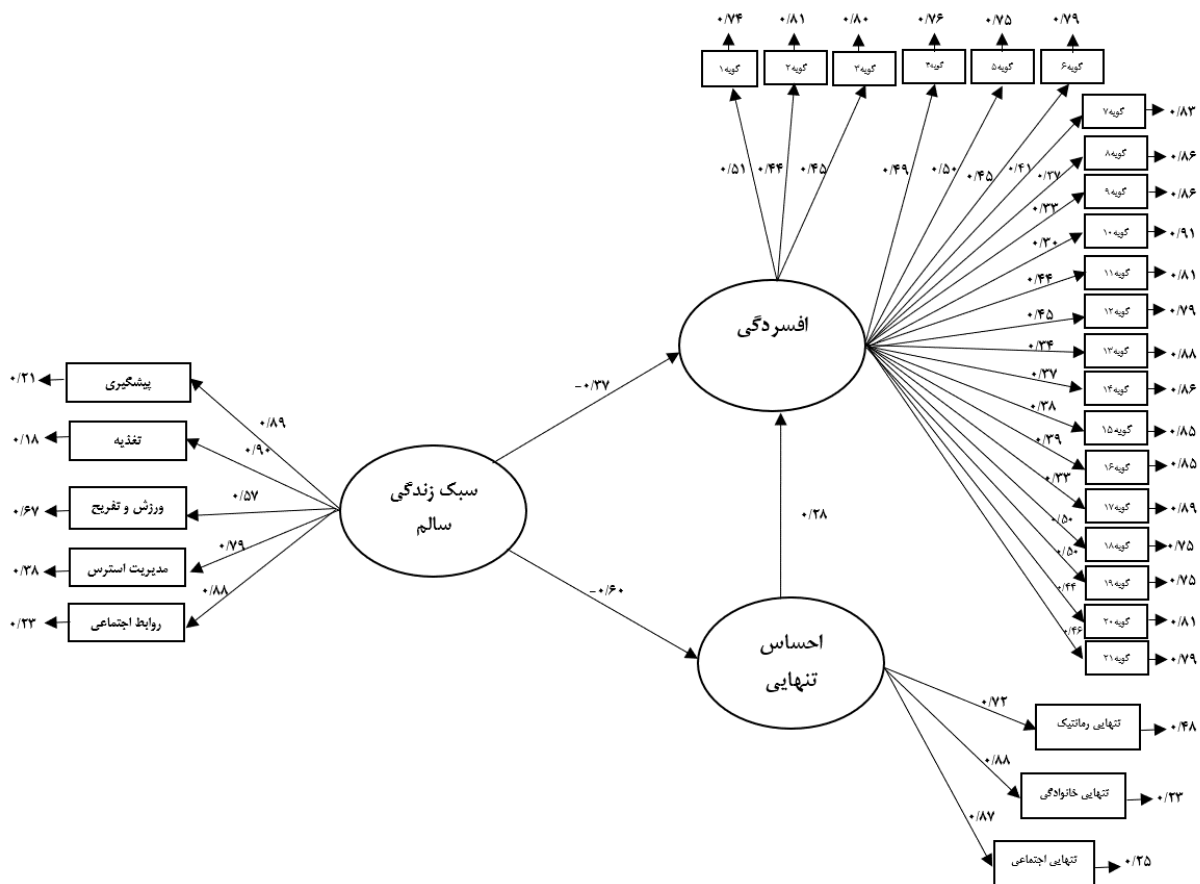 ۰/۷۴
۰/۸۱
۰/۸۰
۰/۷۶
۰/۷۵
۰/۷۹
گویه۱
گویه۲
گویه۳
گویه۴
گویه۵
گویه۶
۰/۵۱
۰/۴۴
۰/۴۵
۰/۴۹
۰/۵۰
۰/۴۵
۰/۴۱
۰/۳۷
۰/۳۳
۰/۳۰
۰/۴۴
۰/۴۵
۰/۳۴
۰/۳۷
۰/۳۸
۰/۳۹
۰/۳۳
۰/۵۰
۰/۵۰
۰/۴۴
۰/۴۶
گویه۷ ۰/۸۳
گویه۸ ۰/۸۶
گویه۹ ۰/۸۶
گویه۱۰ ۰/۹۱
گویه۱۱ ۰/۸۱
گویه۱۲ ۰/۷۹
گویه۱۳ ۰/۸۸
گویه۱۴ ۰/۸۶
گویه۱۵ ۰/۸۵
گویه۱۶ ۰/۸۵
گویه۱۷ ۰/۸۹
گویه۱۸ ۰/۷۵
گویه۱۹ ۰/۷۵
گویه۲۰ ۰/۸۱
گویه۲۱ ۰/۷۹
افسردگی
-۰/۳۷
۰/۲۸
-۰/۶۰
سبک زندگی
سالم
احساس
تنهایی
پیشگیری ۰/۲۱
تغذیه ۰/۱۸
ورزش و تفریح ۰/۶۷
مدیریت استرس ۰/۳۸
روابط اجتماعی ۰/۲۳
۰/۸۹
۰/۹۰
۰/۵۷
۰/۷۹
۰/۸۸
۰/۷۲
۰/۸۸
۰/۸۷
تنهایی رمانتیک ۰/۴۸
تنهایی خانوادگی ۰/۲۳
تنهایی اجتماعی ۰/۲۵